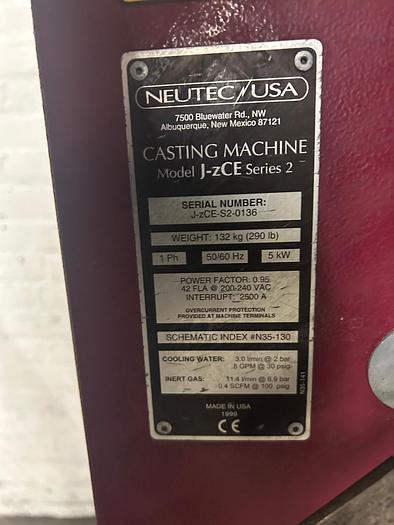 NEUTEC/USA
7500 Bluewater Rd., NW
Albuquerque, New Mexico 87121
CASTING MACHINE
Model J-zCE Series 2
SERIAL NUMBER:
J-zCE-S2-0136
WEIGHT: 132 kg (290 lb)
1 Ph 50/60 Hz 5 kW
POWER FACTOR: 0.95
42 FLA @ 200-240 VAC
INTERRUPT: 2500 A
OVERCURRENT PROTECTION
PROVIDED AT MACHINE TERMINALS
SCHEMATIC INDEX #N35-130
COOLING WATER: 3.0 l/min @ 2 bar
.8 GPM @ 30 psig
INERT GAS: 11.4 l/min @ 6.9 bar
0.4 SCFM @ 100 psig
N35-141
MADE IN USA
1999
CE